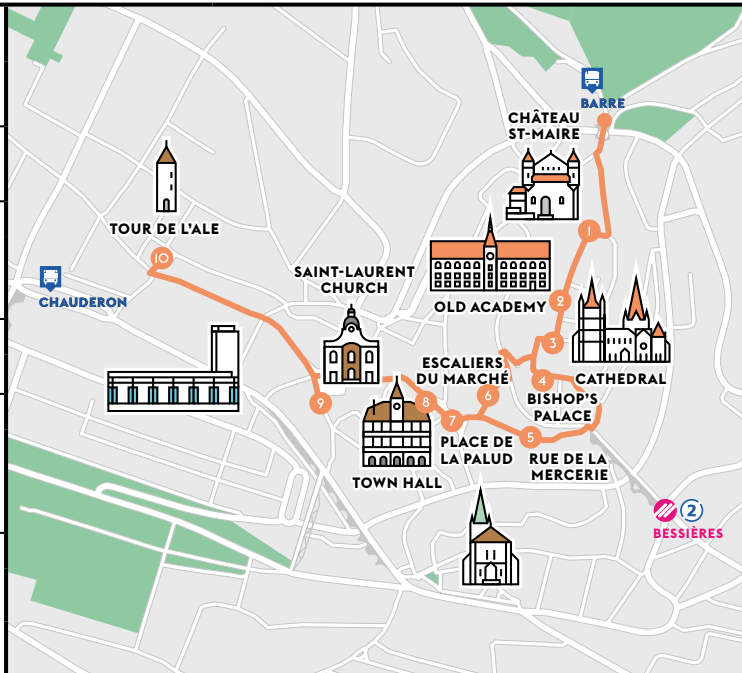 BARRE
CHÂTEAU
ST-MAIRE
1
TOUR DE L'ALE
10
CHAUDERON
SAINT-LAURENT
CHURCH
OLD ACADEMY
2
3
ESCALIERS
DU MARCHÉ
CATHEDRAL
4
BISHOP'S
PALACE
6
9
8
7
5
PLACE DE
LA PALUD
RUE DE LA
MERCERIE
TOWN HALL
2
BESSIÈRES